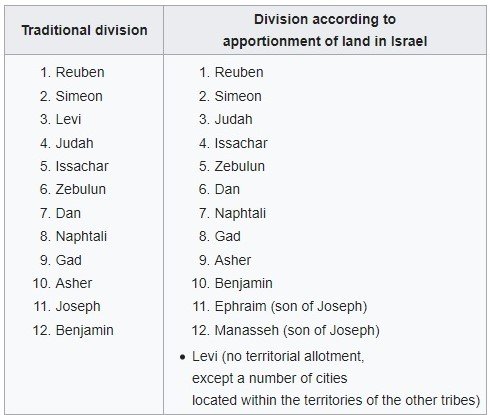 Traditional division
Division according to
apportionment of land in Israel
1. Reuben
2. Simeon
3. Levi
4. Judah
5. Issachar
6. Zebulun
7. Dan
8. Naphtali
9. Gad
10. Asher
11. Joseph
12. Benjamin
1. Reuben
2. Simeon
3. Judah
4. Issachar
5. Zebulun
6. Dan
7. Naphtali
8. Gad
9. Asher
10. Benjamin
11. Ephraim (son of Joseph)
12. Manasseh (son of Joseph)
• Levi (no territorial allotment,
except a number of cities
located within the territories of the other tribes)